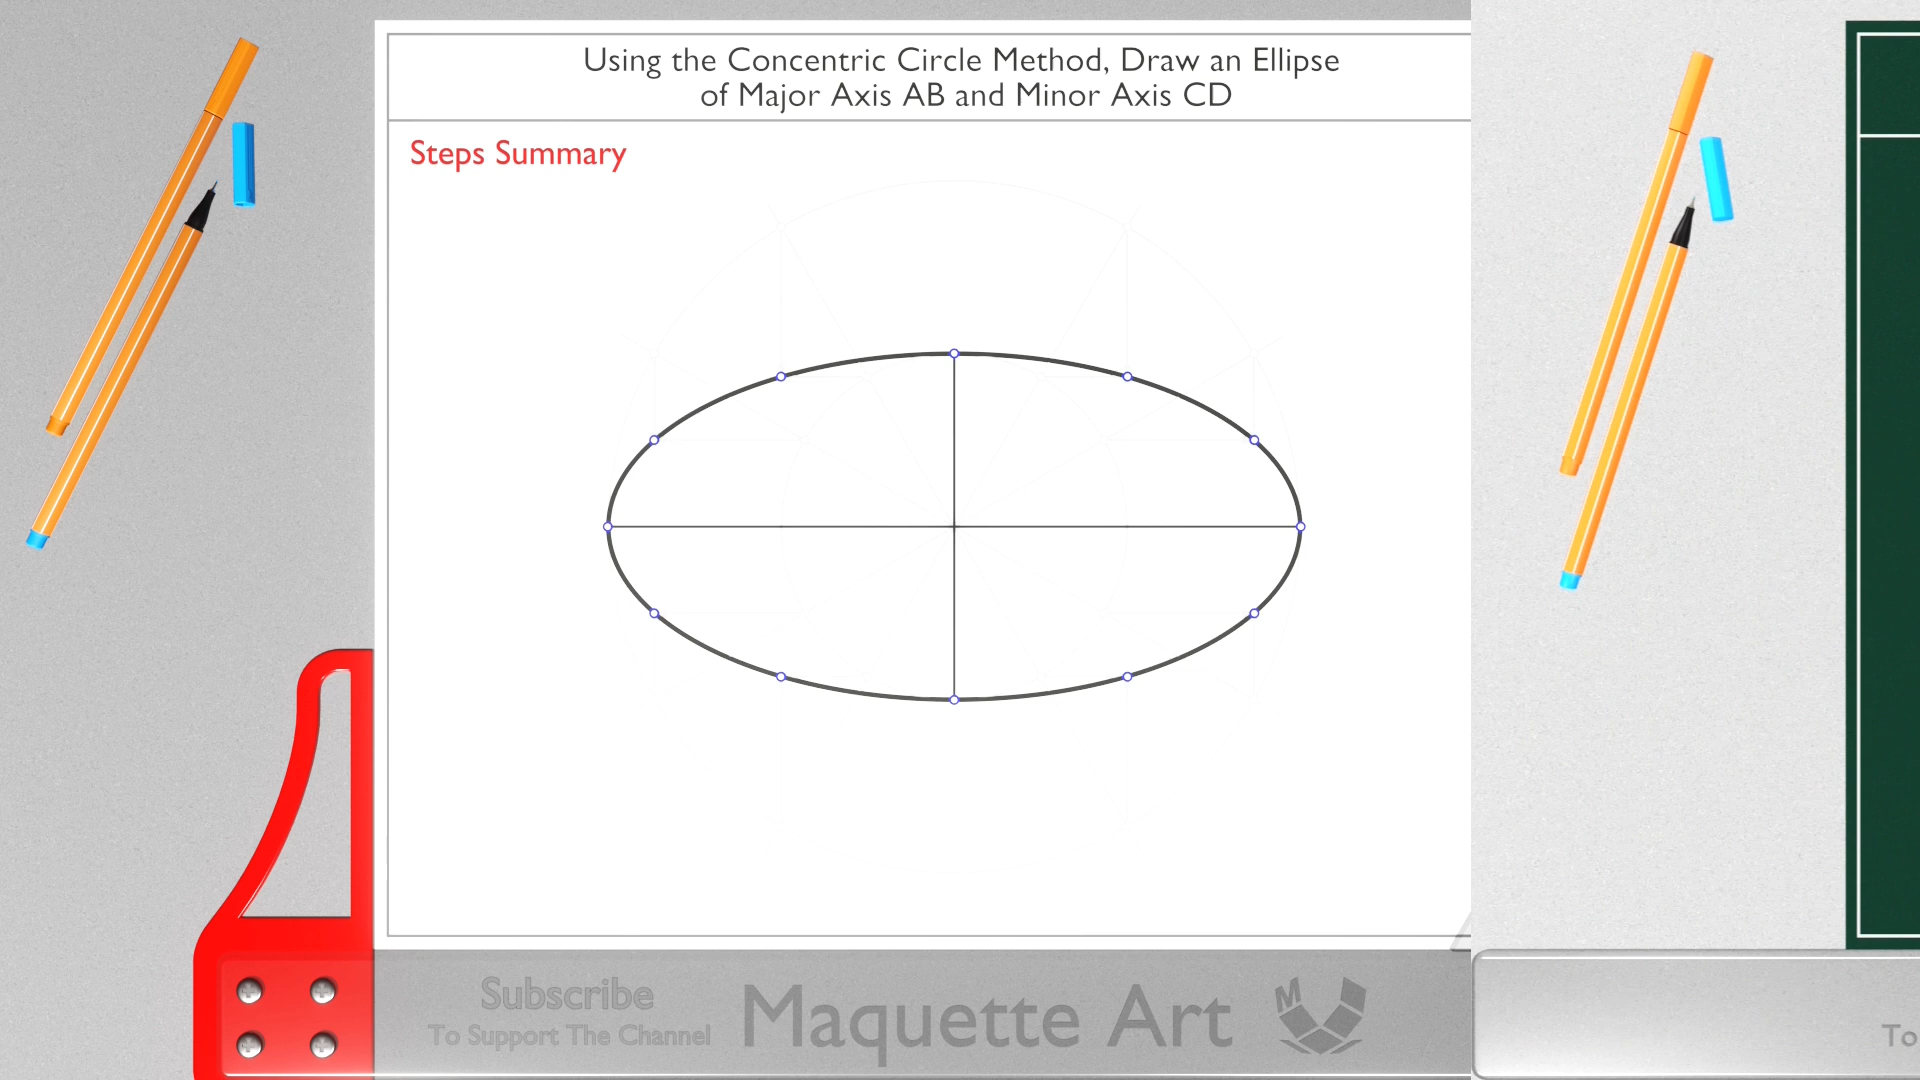 Using the Concentric Circle Method, Draw an Ellipse
of Major Axis AB and Minor Axis CD
Steps Summary
Subscribe
To Support The Channel
Maquette Art
M
To